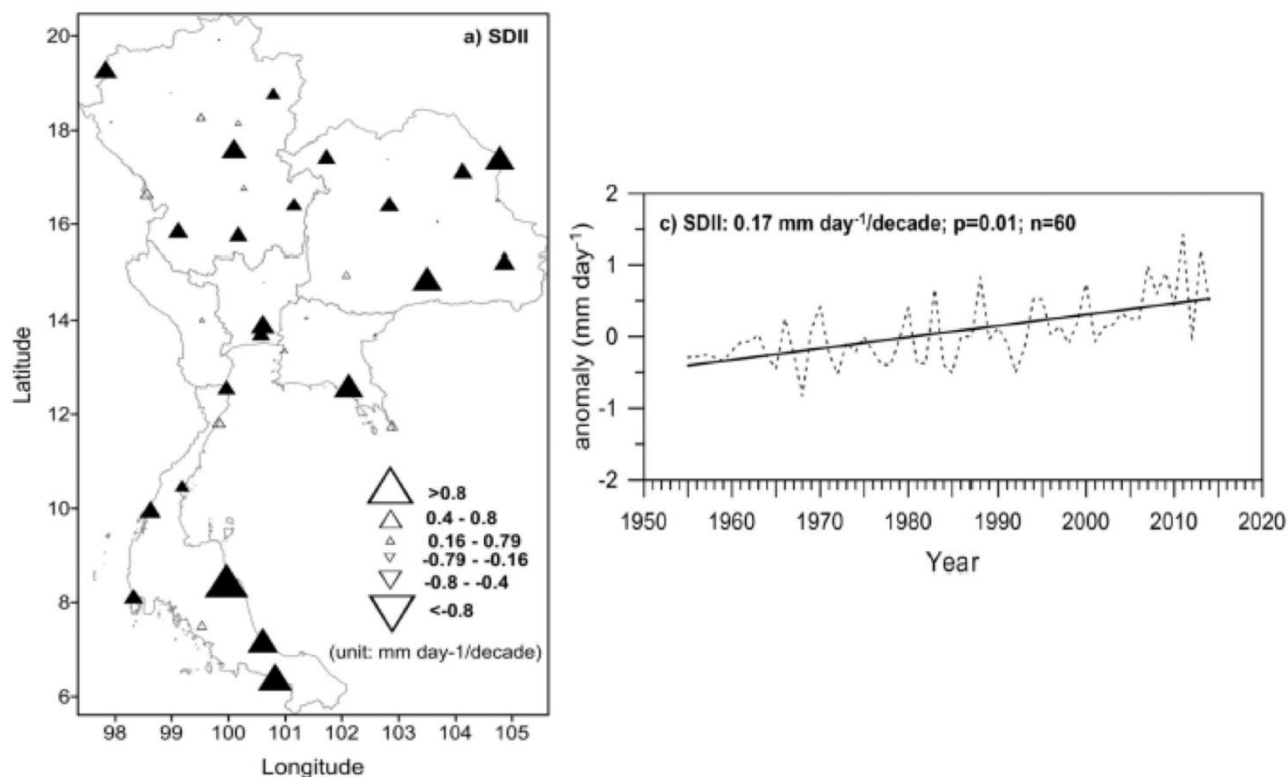 a) SDII
20
18
16
14
12
10
8
6
Latitude
>0.8
0.4 - 0.8
0.16 - 0.79
-0.79 - -0.16
-0.8 - -0.4
<-0.8
(unit: mm day-1/decade)
98 99 100 101 102 103 104 105
Longitude
c) SDII: 0.17 mm day⁻¹/decade; p=0.01; n=60
2
1
0
-1
-2
anomaly (mm day⁻¹)
1950 1960 1970 1980 1990 2000 2010 2020
Year